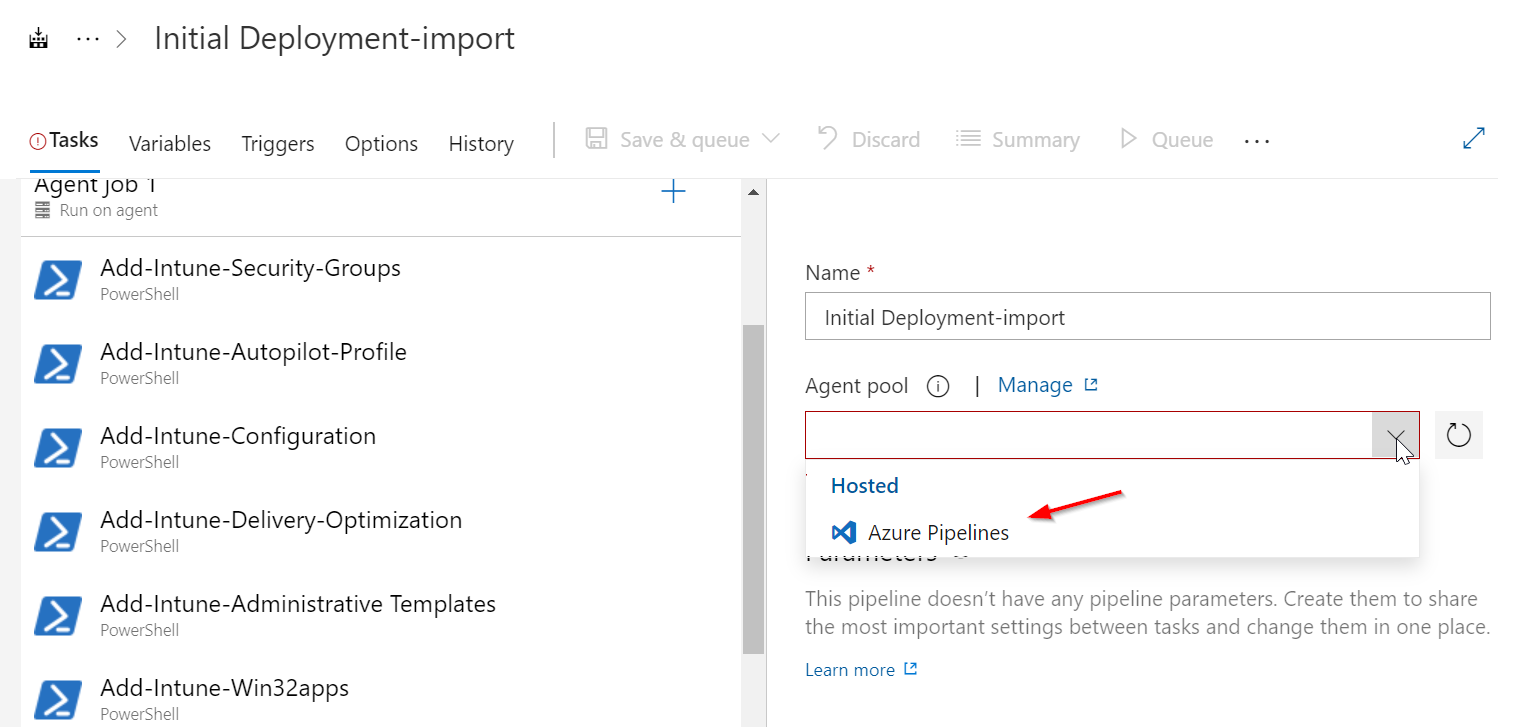 ... > Initial Deployment-import
Tasks Variables Triggers Options History Save & queue Discard Summary Queue ...
Agent job 1
Run on agent
Add-Intune-Security-Groups
PowerShell
Add-Intune-Autopilot-Profile
PowerShell
Add-Intune-Configuration
PowerShell
Add-Intune-Delivery-Optimization
PowerShell
Add-Intune-Administrative Templates
PowerShell
Add-Intune-Win32apps
PowerShell
Name *
Initial Deployment-import
Agent pool | Manage
Hosted
Azure Pipelines
Parameters
This pipeline doesn't have any pipeline parameters. Create them to share
the most important settings between tasks and change them in one place.
Learn more